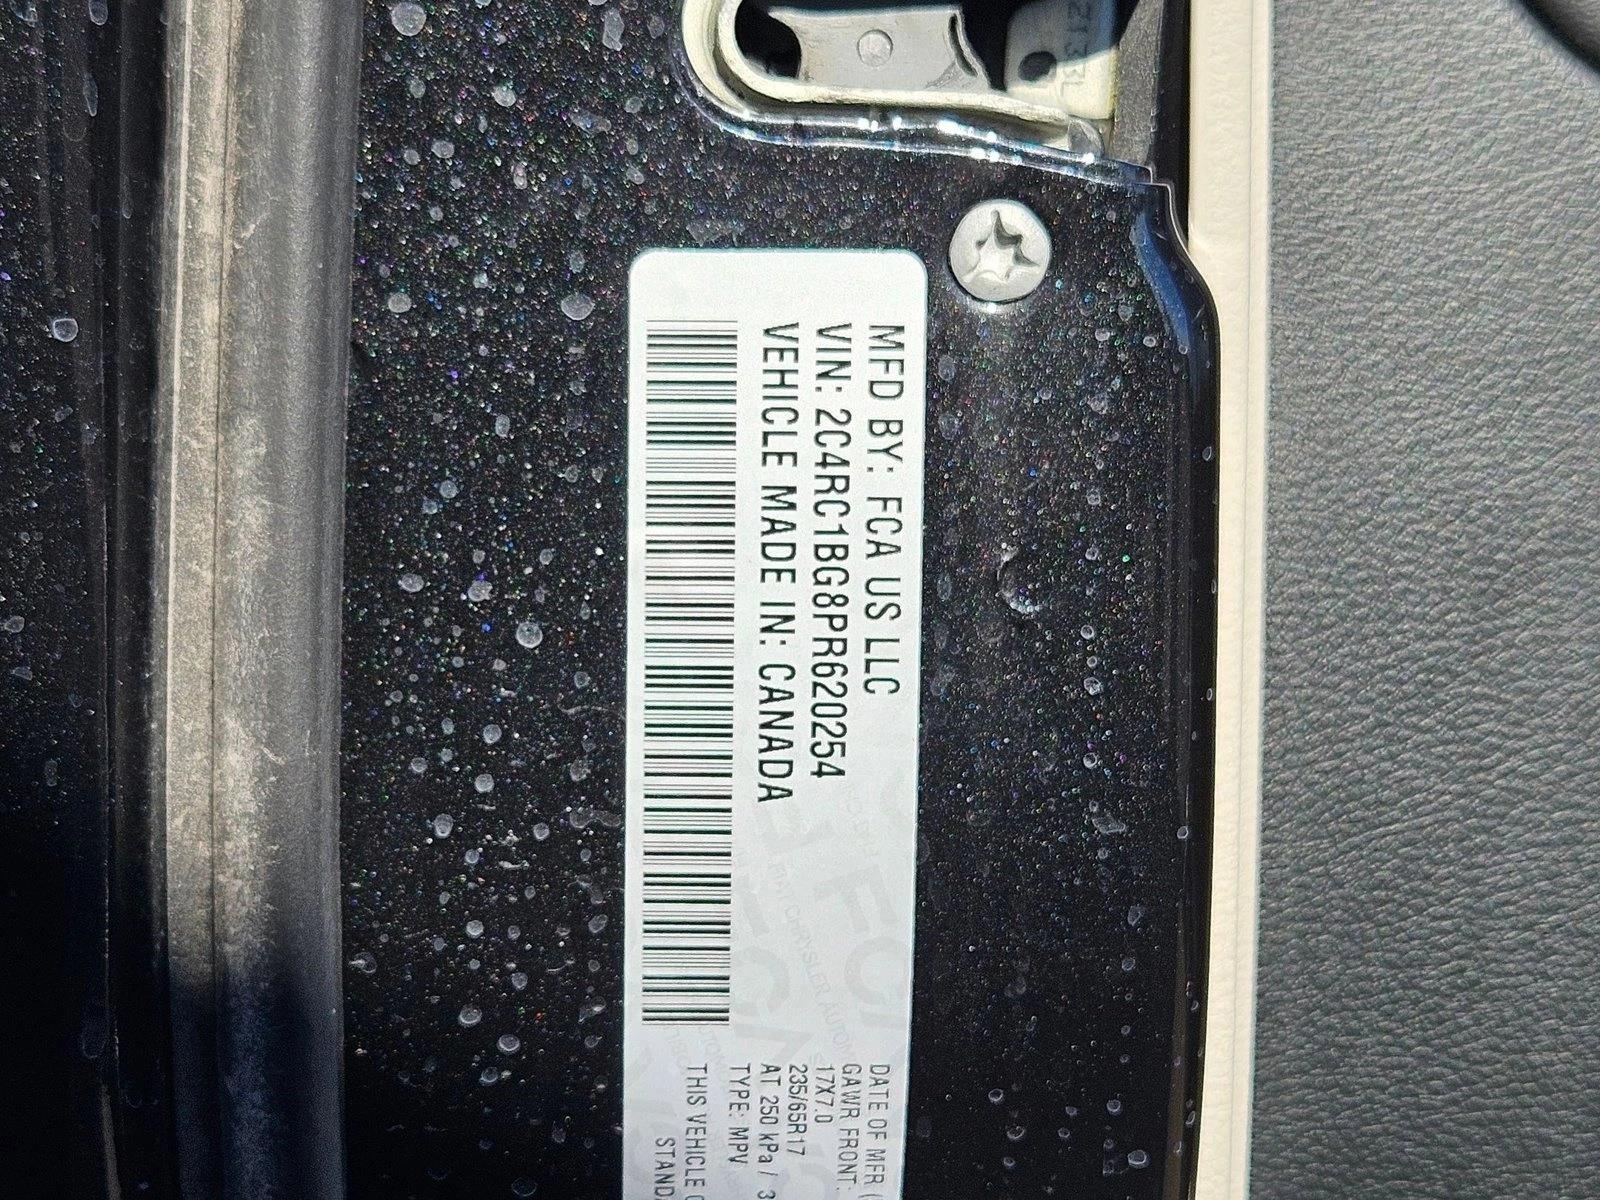 MFD BY: FCA US LLC
VIN: 2C4RC1BG8PR620254
VEHICLE MADE IN: CANADA
DATE OF MFR
GAWR FRONT:
17X7.0
235/65R17
AT 250 kPa /
TYPE: MPV
THIS VEHICLE